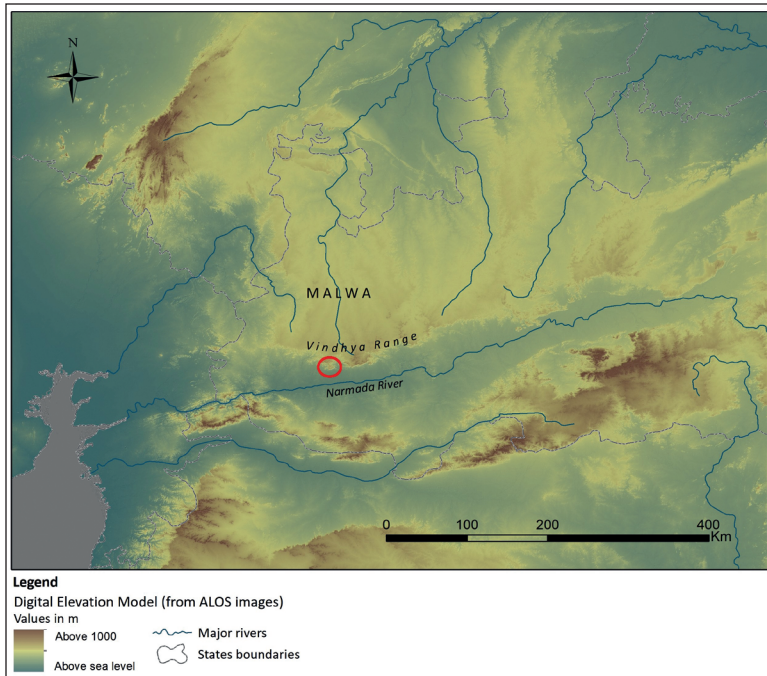 N
MALWA
Vindhya Range
Narmada River
0 100 200 400
Km
Legend
Digital Elevation Model (from ALOS images)
Values in m
Above 1000
Above sea level
Major rivers
States boundaries